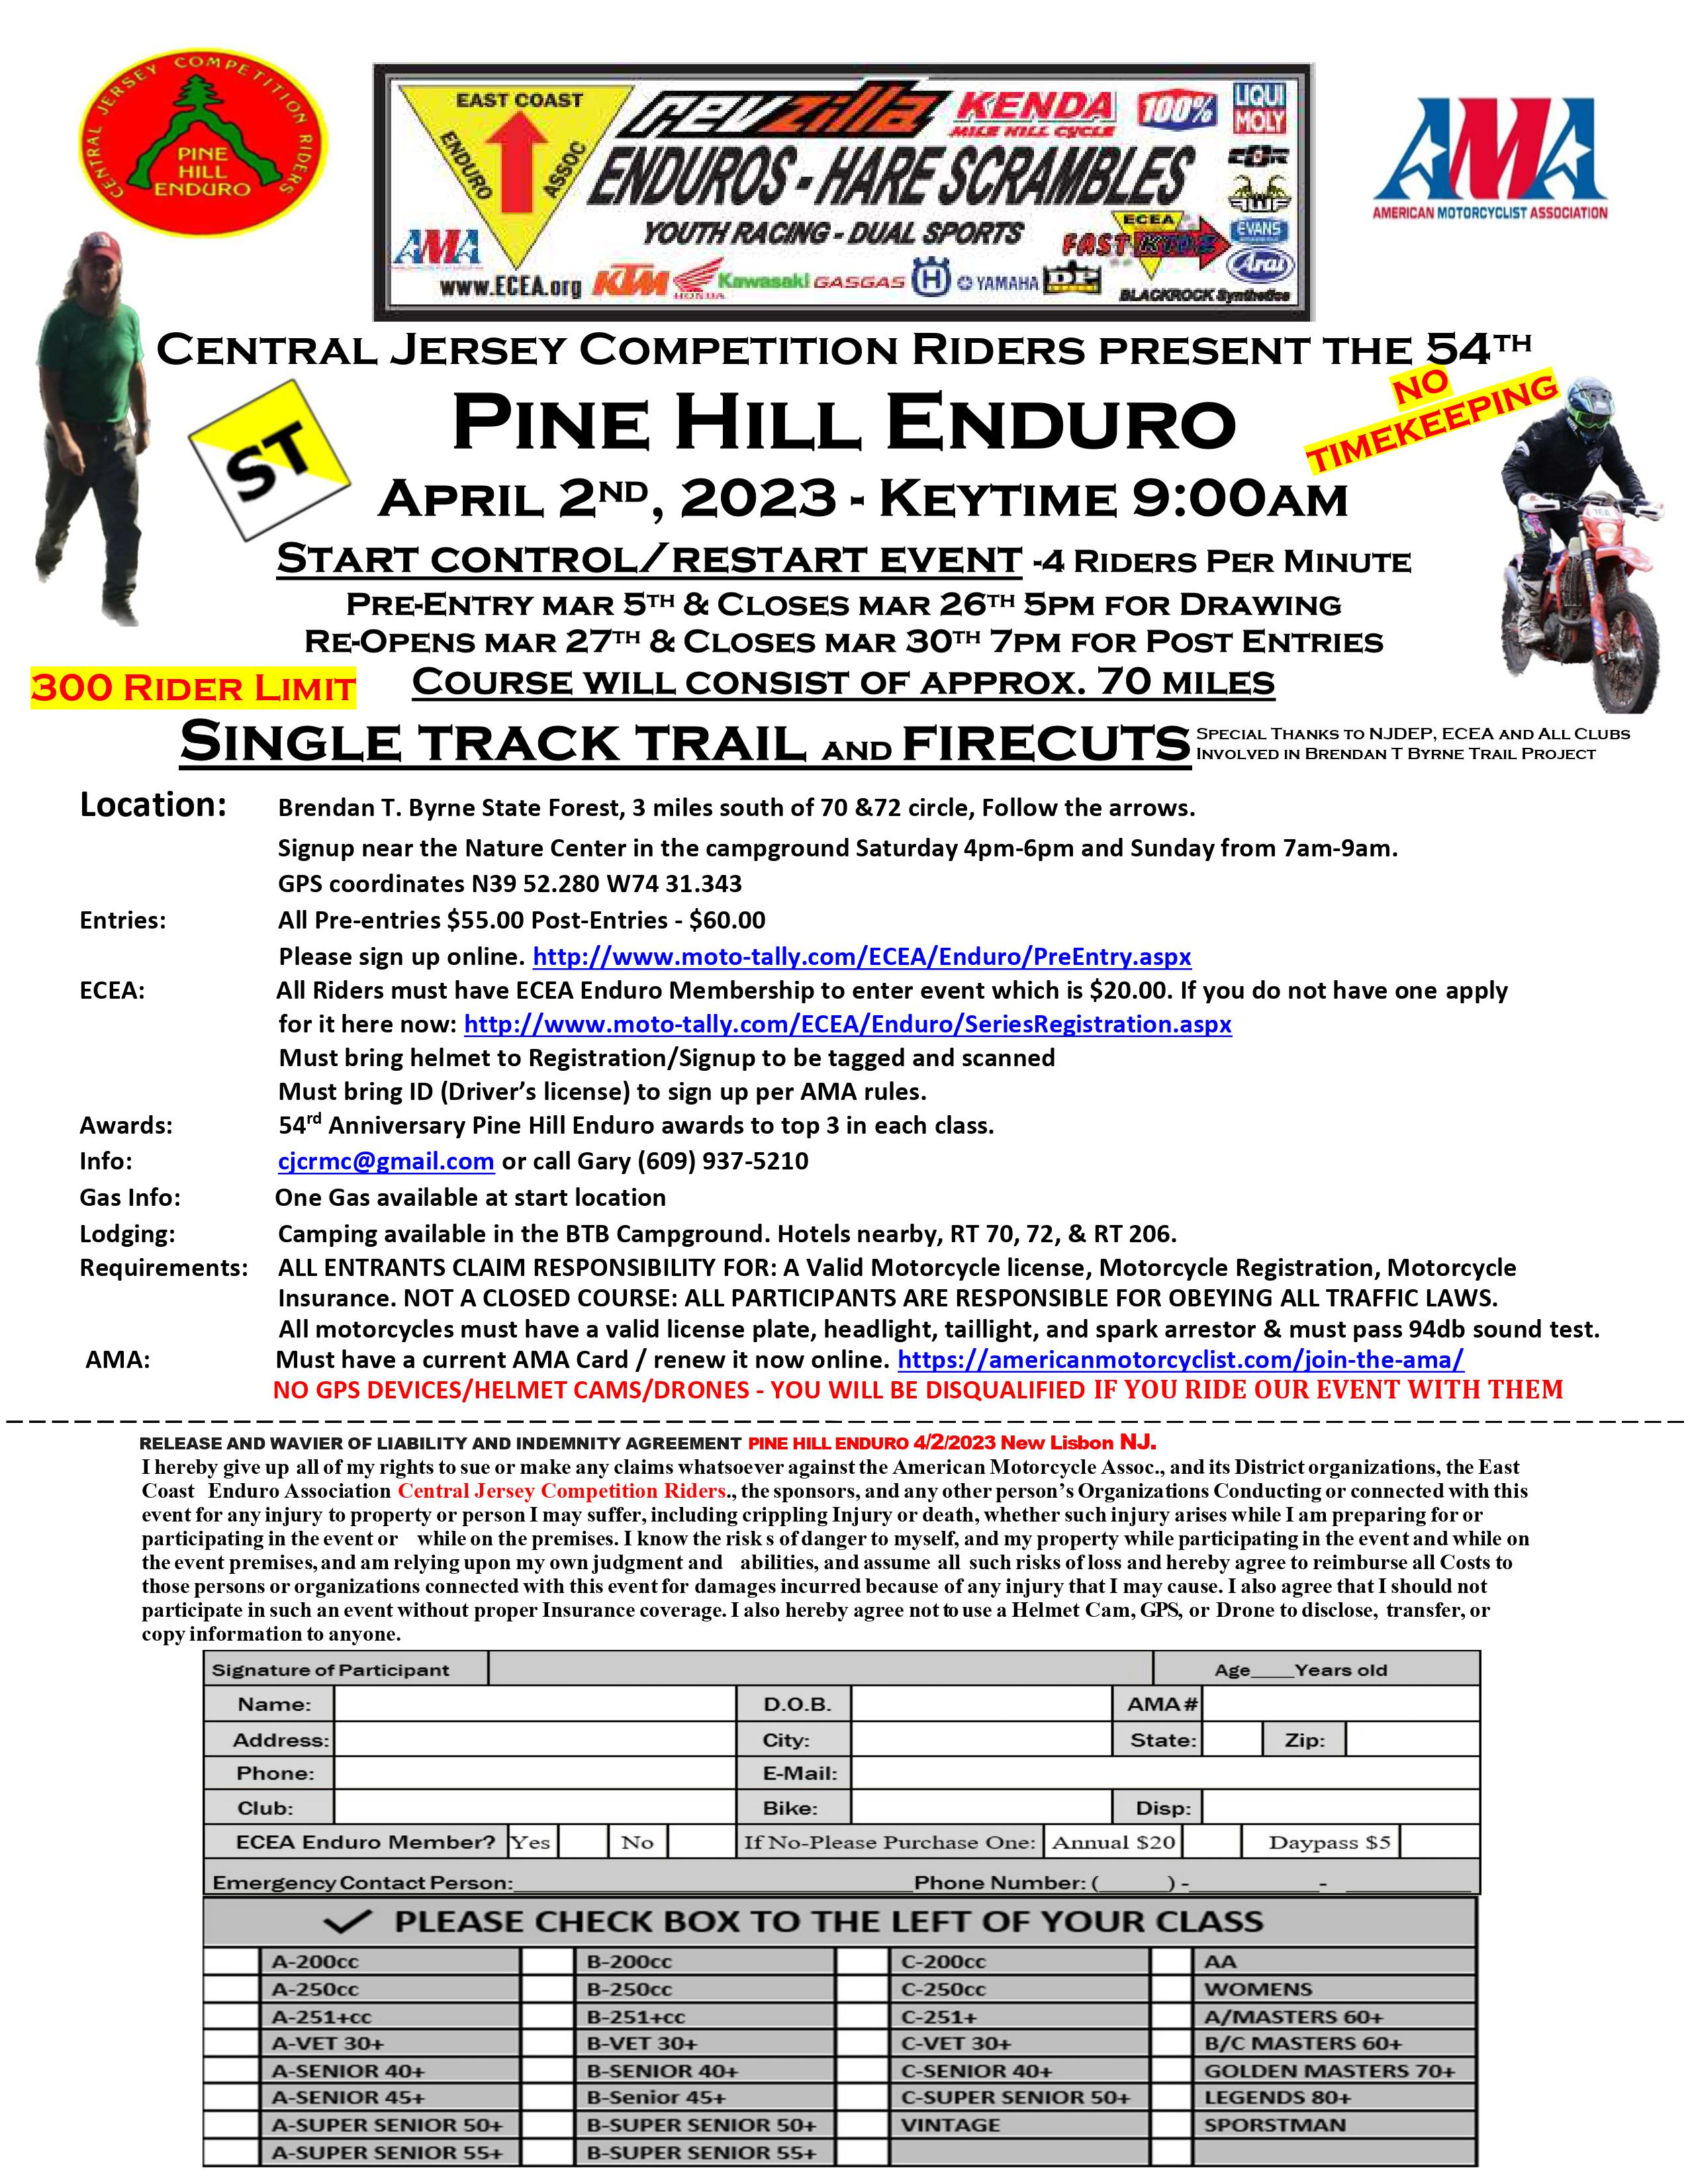 CENTRAL JERSEY COMPETITION RIDERS
PINE
HILL
ENDURO
EAST COAST
ENDURO
ASSOC
AMA
www.ECEA.org
revzilla
KENDA
MILE HILL CYCLE
100%
LIQUI
MOLY
ENDUROS - HARE SCRAMBLES
YOUTH RACING - DUAL SPORTS
ECEA
FAST KIDZ
EVANS
Arai
KTM
HONDA
Kawasaki
GASGAS
H
YAMAHA
BLACKROCK Synthetics
AMA
AMERICAN MOTORCYCLIST ASSOCIATION
CENTRAL JERSEY COMPETITION RIDERS PRESENT THE 54TH
NO
TIMEKEEPING
ST
PINE HILL ENDURO
APRIL 2ND, 2023 - KEYTIME 9:00AM
START CONTROL/RESTART EVENT -4 RIDERS PER MINUTE
PRE-ENTRY MAR 5TH & CLOSES MAR 26TH 5PM FOR DRAWING
RE-OPENS MAR 27TH & CLOSES MAR 30TH 7PM FOR POST ENTRIES
300 RIDER LIMIT COURSE WILL CONSIST OF APPROX. 70 MILES
SINGLE TRACK TRAIL AND FIRECUTS SPECIAL THANKS TO NJDEP, ECEA AND ALL CLUBS
INVOLVED IN BRENDAN T BYRNE TRAIL PROJECT
Location: Brendan T. Byrne State Forest, 3 miles south of 70 &72 circle, Follow the arrows.
Signup near the Nature Center in the campground Saturday 4pm-6pm and Sunday from 7am-9am.
GPS coordinates N39 52.280 W74 31.343
Entries: All Pre-entries $55.00 Post-Entries - $60.00
Please sign up online. http://www.moto-tally.com/ECEA/Enduro/PreEntry.aspx
ECEA: All Riders must have ECEA Enduro Membership to enter event which is $20.00. If you do not have one apply
for it here now: http://www.moto-tally.com/ECEA/Enduro/SeriesRegistration.aspx
Must bring helmet to Registration/Signup to be tagged and scanned
Must bring ID (Driver’s license) to sign up per AMA rules.
Awards: 54rd Anniversary Pine Hill Enduro awards to top 3 in each class.
Info: cjcrmc@gmail.com or call Gary (609) 937-5210
Gas Info: One Gas available at start location
Lodging: Camping available in the BTB Campground. Hotels nearby, RT 70, 72, & RT 206.
Requirements: ALL ENTRANTS CLAIM RESPONSIBILITY FOR: A Valid Motorcycle license, Motorcycle Registration, Motorcycle
Insurance. NOT A CLOSED COURSE: ALL PARTICIPANTS ARE RESPONSIBLE FOR OBEYING ALL TRAFFIC LAWS.
All motorcycles must have a valid license plate, headlight, taillight, and spark arrestor & must pass 94db sound test.
AMA: Must have a current AMA Card / renew it now online. https://americanmotorcyclist.com/join-the-ama/
NO GPS DEVICES/HELMET CAMS/DRONES - YOU WILL BE DISQUALIFIED IF YOU RIDE OUR EVENT WITH THEM
RELEASE AND WAVIER OF LIABILITY AND INDEMNITY AGREEMENT PINE HILL ENDURO 4/2/2023 New Lisbon NJ.
I hereby give up all of my rights to sue or make any claims whatsoever against the American Motorcycle Assoc., and its District organizations, the East
Coast Enduro Association Central Jersey Competition Riders., the sponsors, and any other person’s Organizations Conducting or connected with this
event for any injury to property or person I may suffer, including crippling Injury or death, whether such injury arises while I am preparing for or
participating in the event or while on the premises. I know the risk s of danger to myself, and my property while participating in the event and while on
the event premises, and am relying upon my own judgment and abilities, and assume all such risks of loss and hereby agree to reimburse all Costs to
those persons or organizations connected with this event for damages incurred because of any injury that I may cause. I also agree that I should not
participate in such an event without proper Insurance coverage. I also hereby agree not to use a Helmet Cam, GPS, or Drone to disclose, transfer, or
copy information to anyone.
Signature of Participant Age____Years old
Name: D.O.B. AMA#
Address: City: State: Zip:
Phone: E-Mail:
Club: Bike: Disp:
ECEA Enduro Member? Yes No If No-Please Purchase One: Annual $20 Daypass $5
Emergency Contact Person:____ Phone Number: (____) -____ - ____
✓ PLEASE CHECK BOX TO THE LEFT OF YOUR CLASS
A-200cc B-200cc C-200cc AA
A-250cc B-250cc C-250cc WOMENS
A-251+cc B-251+cc C-251+ A/MASTERS 60+
A-VET 30+ B-VET 30+ C-VET 30+ B/C MASTERS 60+
A-SENIOR 40+ B-SENIOR 40+ C-SENIOR 40+ GOLDEN MASTERS 70+
A-SENIOR 45+ B-Senior 45+ C-SUPER SENIOR 50+ LEGENDS 80+
A-SUPER SENIOR 50+ B-SUPER SENIOR 50+ VINTAGE SPORSTMAN
A-SUPER SENIOR 55+ B-SUPER SENIOR 55+